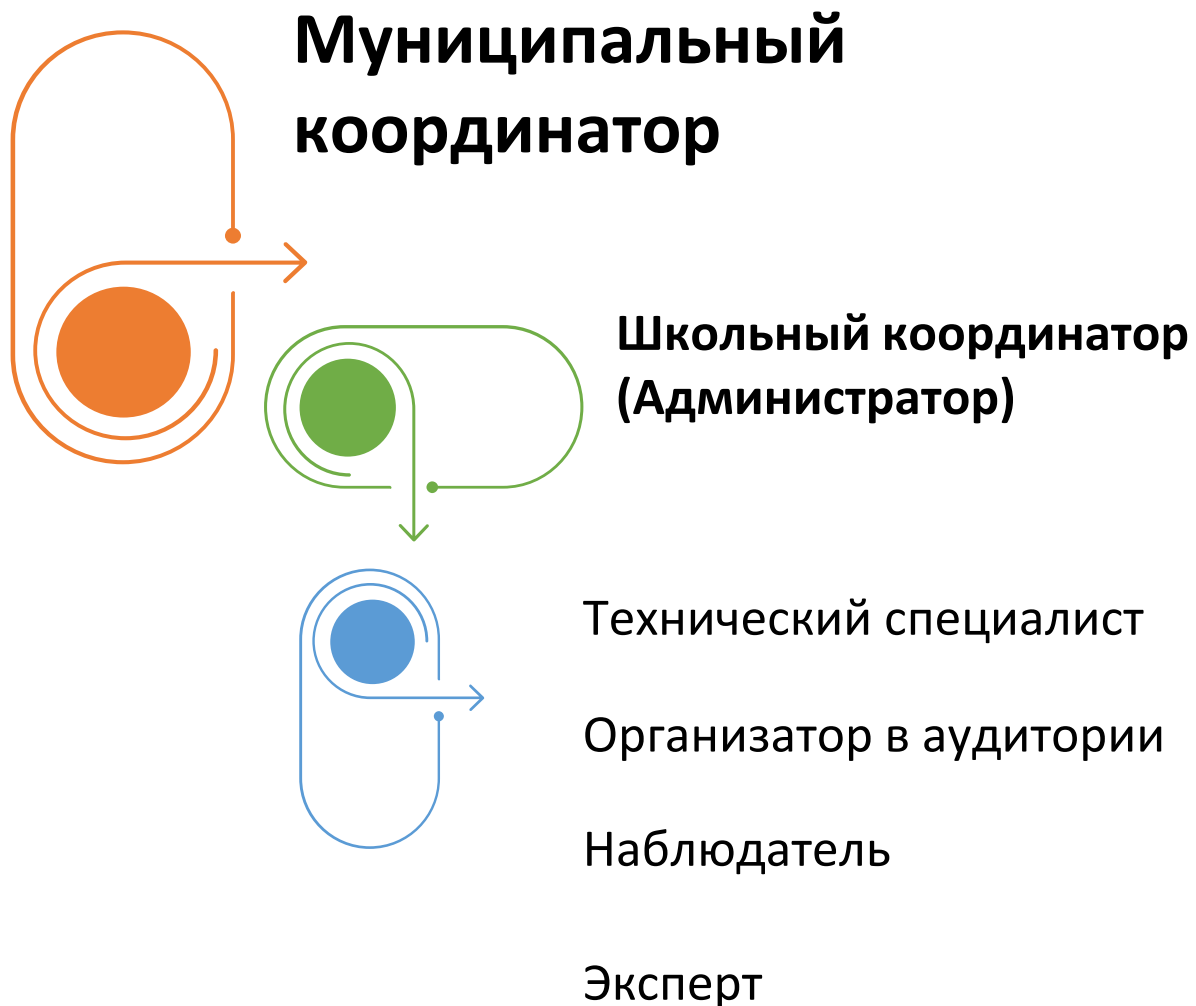 Муниципальный
координатор
Школьный координатор
(Администратор)
Технический специалист
Организатор в аудитории
Наблюдатель
Эксперт